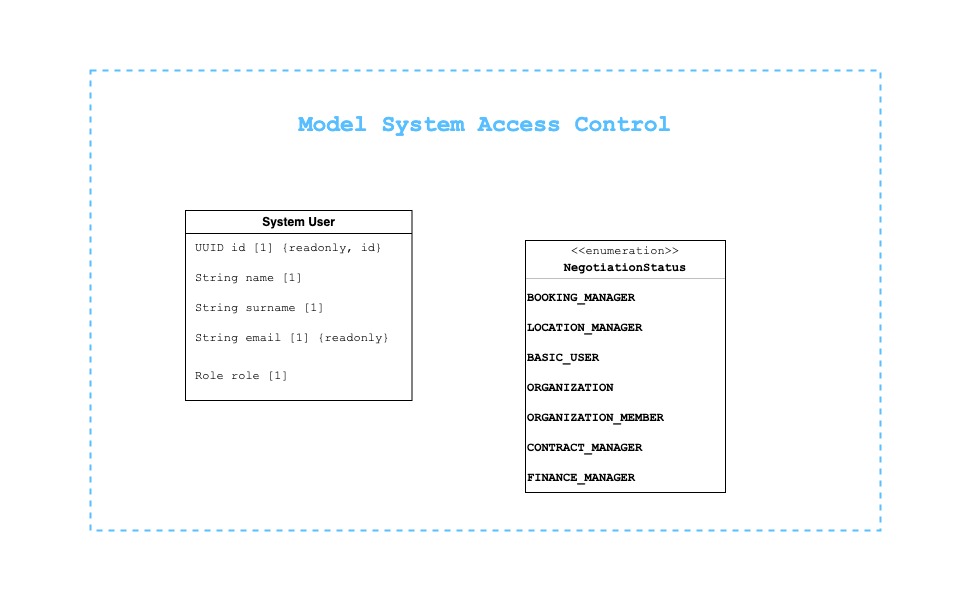 Model System Access Control
System User
UUID id [1] {readonly, id}
String name [1]
String surname [1]
String email [1] {readonly}
Role role [1]
<<enumeration>>
NegotiationStatus
BOOKING_MANAGER
LOCATION_MANAGER
BASIC_USER
ORGANIZATION
ORGANIZATION_MEMBER
CONTRACT_MANAGER
FINANCE_MANAGER